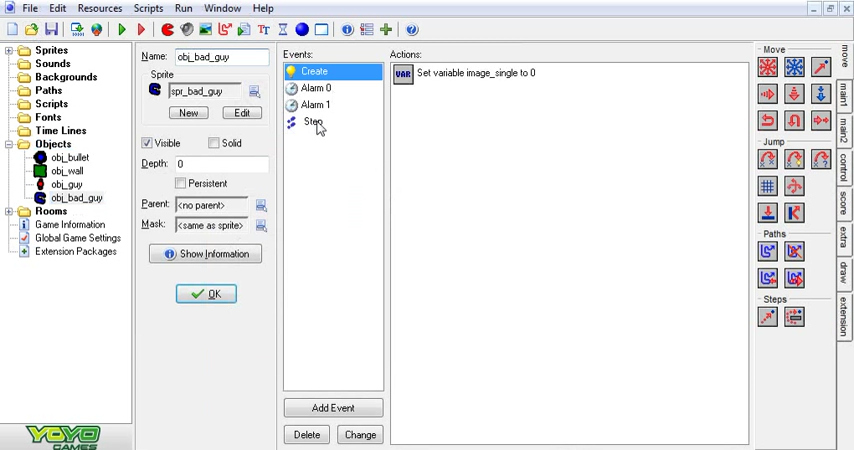 File Edit Resources Scripts Run Window Help
Sprites
Sounds
Backgrounds
Paths
Scripts
Fonts
Time Lines
Objects
obj_bullet
obj_wall
obj_guy
obj_bad_guy
Rooms
Game Information
Global Game Settings
Extension Packages
YOYO
GAMES
Name: obj_bad_guy
Sprite
spr_bad_guy
New Edit
Visible Solid
Depth: 0
Persistent
Parent: <no parent>
Mask: <same as sprite>
Show Information
OK
Events:
Create
Alarm 0
Alarm 1
Step
Add Event
Delete Change
Actions:
VAR Set variable image_single to 0
Move
Jump
Paths
Steps
move
main1
main2
control
score
extra
draw
extension